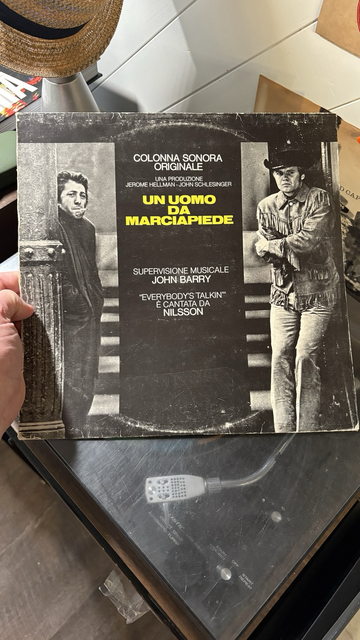 COLONNA SONORA
ORIGINALE
UNA PRODUZIONE
JEROME HELLMAN - JOHN SCHLESINGER
UN UOMO
DA
MARCIAPIEDE
SUPERVISIONE MUSICALE
JOHN BARRY
"EVERYBODY'S TALKIN'"
È CANTATA DA
NILSSON